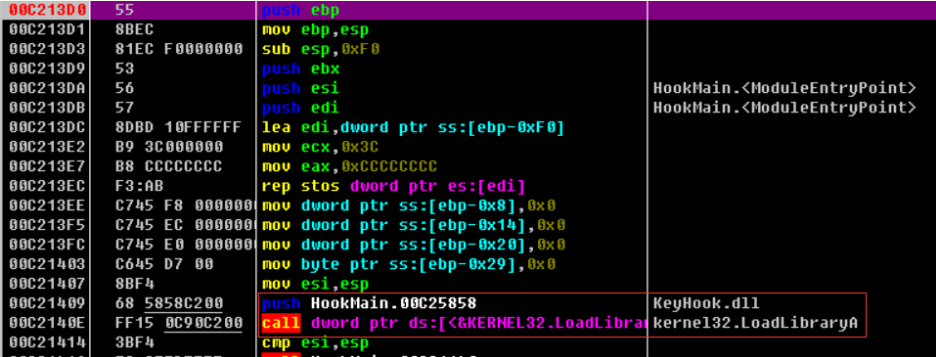 00C213D0 55 push ebp
00C213D1 8BEC mov ebp,esp
00C213D3 81EC F0000000 sub esp,0xF0
00C213D9 53 push ebx
00C213DA 56 push esi HookMain.<ModuleEntryPoint>
00C213DB 57 push edi HookMain.<ModuleEntryPoint>
00C213DC 8DBD 10FFFFFF lea edi,dword ptr ss:[ebp-0xF0]
00C213E2 B9 3C000000 mov ecx,0x3C
00C213E7 B8 CCCCCCCC mov eax,0xCCCCCCCC
00C213EC F3:AB rep stos dword ptr es:[edi]
00C213EE C745 F8 000000 mov dword ptr ss:[ebp-0x8],0x0
00C213F5 C745 EC 000000 mov dword ptr ss:[ebp-0x14],0x0
00C213FC C745 E0 000000 mov dword ptr ss:[ebp-0x20],0x0
00C21403 C645 D7 00 mov byte ptr ss:[ebp-0x29],0x0
00C21407 8BF4 mov esi,esp
00C21409 68 5858C200 push HookMain.00C25858 KeyHook.dll
00C2140E FF15 0C90C200 call dword ptr ds:[<&KERNEL32.LoadLibrar kernel32.LoadLibraryA
00C21414 3BF4 cmp esi,esp